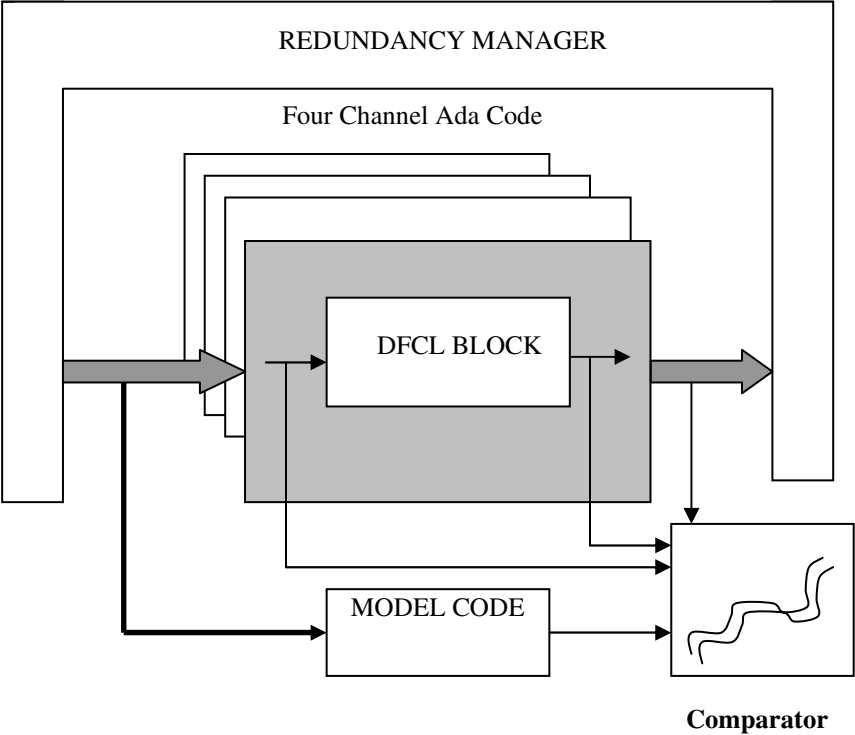 REDUNDANCY MANAGER
Four Channel Ada Code
DFCL BLOCK
MODEL CODE
Comparator